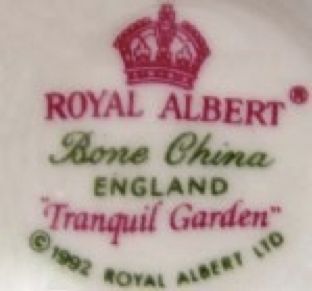 ROYAL ALBERT®
Bone China
ENGLAND
"Tranquil Garden"
© 1992 ROYAL ALBERT LTD